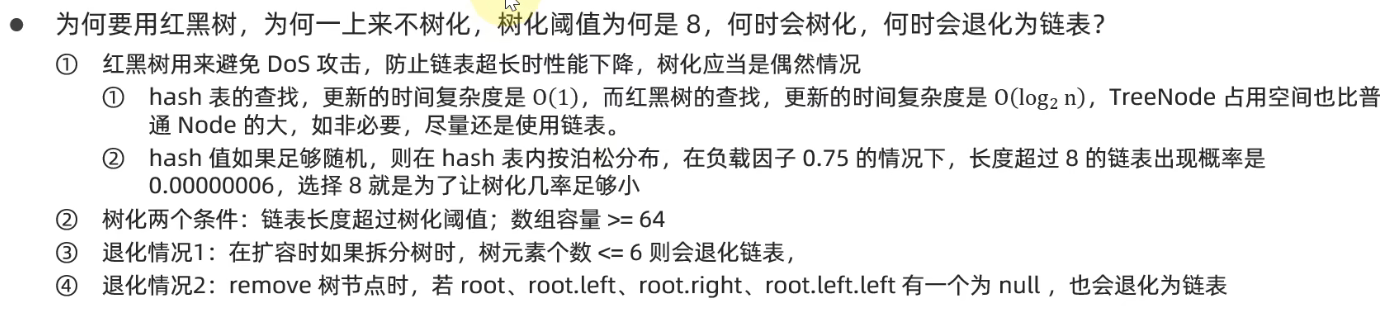 ● 为何要用红黑树，为何一上来不树化，树化阈值为何是 8，何时会树化，何时会退化为链表？
① 红黑树用来避免 DoS 攻击，防止链表超长时性能下降，树化应当是偶然情况
① hash 表的查找，更新的时间复杂度是 O(1)，而红黑树的查找，更新的时间复杂度是 O(log₂ n)，TreeNode 占用空间也比普
通 Node 的大，如非必要，尽量还是使用链表。
② hash 值如果足够随机，则在 hash 表内按泊松分布，在负载因子 0.75 的情况下，长度超过 8 的链表出现概率是
0.00000006，选择 8 就是为了让树化几率足够小
② 树化两个条件：链表长度超过树化阈值；数组容量 >= 64
③ 退化情况1：在扩容时如果拆分树时，树元素个数 <= 6 则会退化链表，
④ 退化情况2：remove 树节点时，若 root、root.left、root.right、root.left.left 有一个为 null ，也会退化为链表